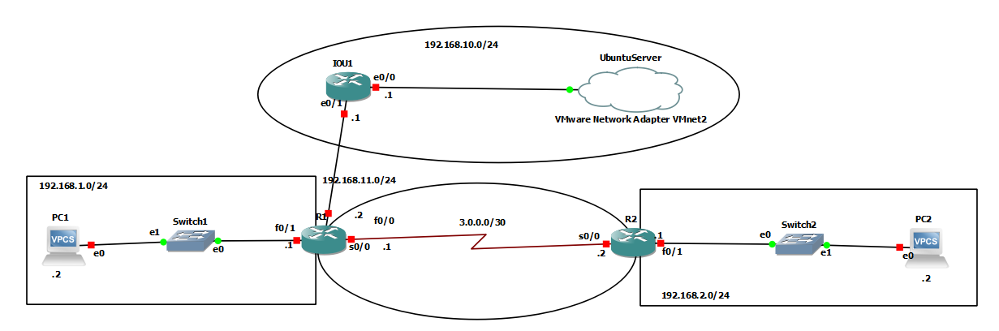 192.168.10.0/24
UbuntuServer
IOU1
e0/0
.1
e0/1
.1
VMware Network Adapter VMnet2
192.168.11.0/24
192.168.1.0/24
PC1
VPCS
e0
.2
e1
Switch1
e0
f0/1
.1
R1
.2
f0/0
s0/0
.1
3.0.0.0/30
R2
s0/0
.2
.1
f0/1
Switch2
e0
e1
PC2
VPCS
e0
.2
192.168.2.0/24